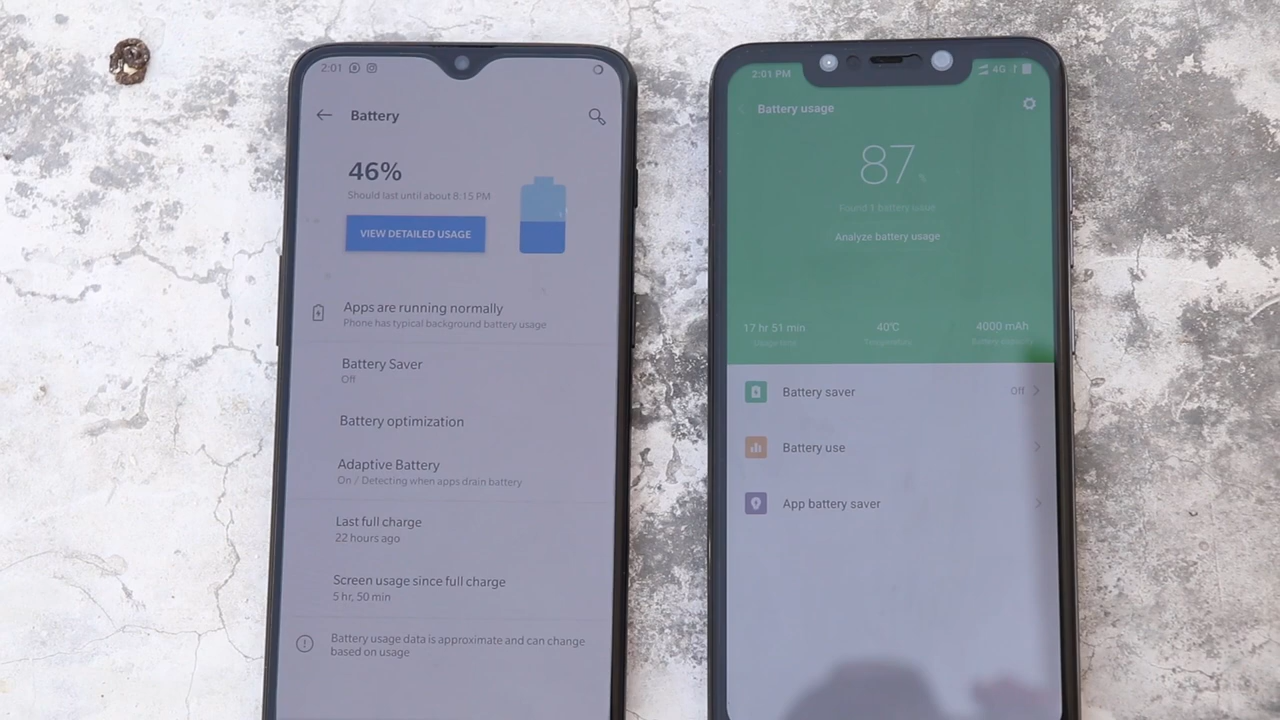 2:01
Battery
46%
Should last until about 8:15 PM
VIEW DETAILED USAGE
Apps are running normally
Phone has typical background battery usage
Battery Saver
Off
Battery optimization
Adaptive Battery
On / Detecting when apps drain battery
Last full charge
22 hours ago
Screen usage since full charge
5 hr, 50 min
Battery usage data is approximate and can change
based on usage
2:01 PM
4G
Battery usage
87%
Found 1 battery issue
Analyze battery usage
17 hr 51 min
40°C
4000 mAh
Temperature
Battery capacity
Battery saver
Off
Battery use
App battery saver